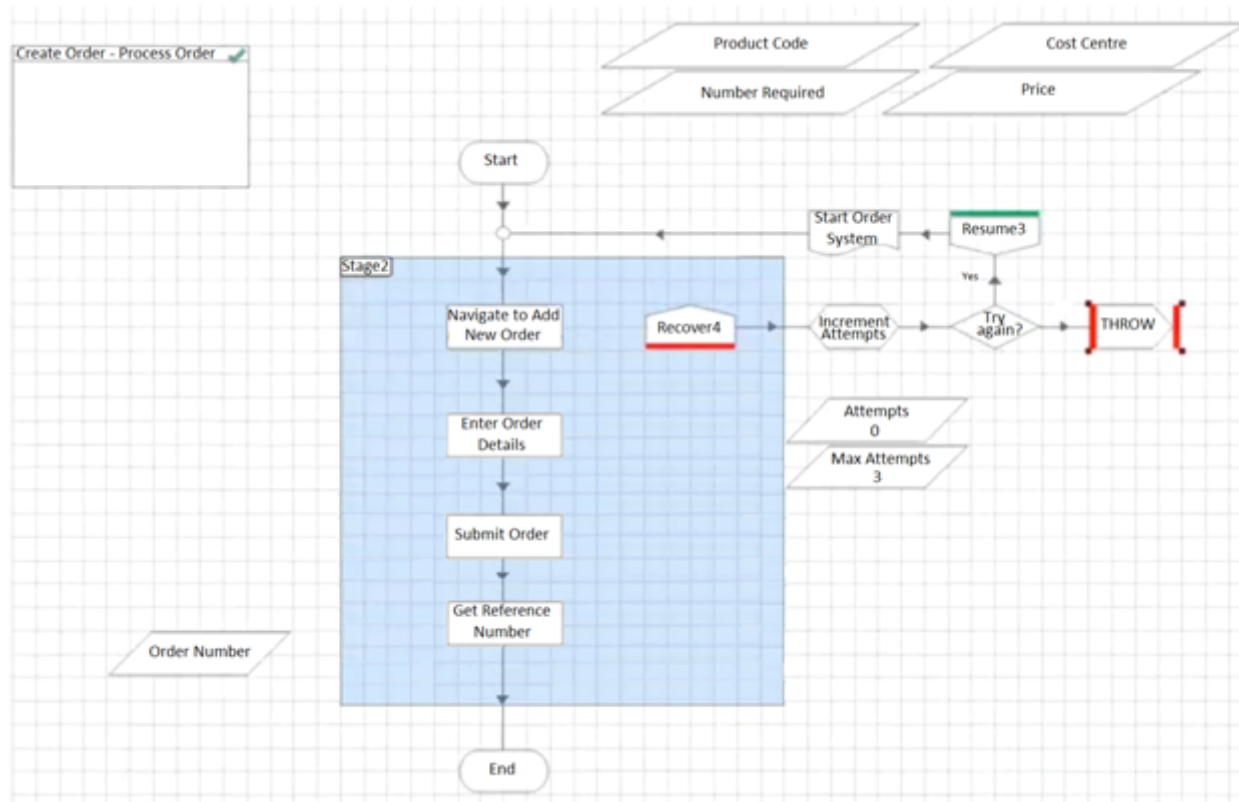 Product Code
Cost Centre
Create Order - Process Order
Number Required
Price
Start
Start Order
System
Resume3
Stage2
Yes
Navigate to Add
New Order
Recover4
Increment
Attempts
Try
again?
THROW
Attempts
0
Enter Order
Details
Max Attempts
3
Submit Order
Get Reference
Number
Order Number
End